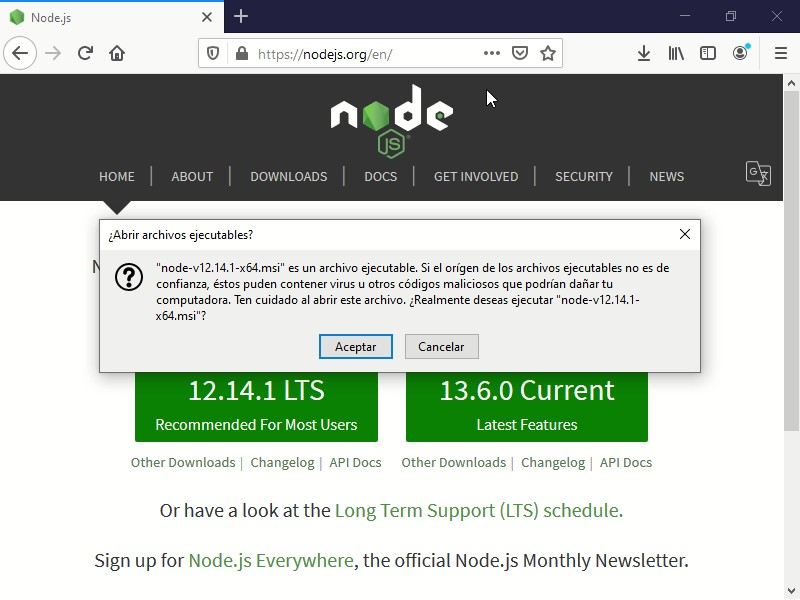 Node.js
https://nodejs.org/en/
node
JS
HOME
ABOUT
DOWNLOADS
DOCS
GET INVOLVED
SECURITY
NEWS
N
¿Abrir archivos ejecutables?
"node-v12.14.1-x64.msi" es un archivo ejecutable. Si el orígen de los archivos ejecutables no es de
confianza, éstos puden contener virus u otros códigos maliciosos que podrían dañar tu
computadora. Ten cuidado al abrir este archivo. ¿Realmente deseas ejecutar "node-v12.14.1-
x64.msi"?
Aceptar
Cancelar
12.14.1 LTS
Recommended For Most Users
13.6.0 Current
Latest Features
Other Downloads | Changelog | API Docs
Other Downloads | Changelog | API Docs
Or have a look at the Long Term Support (LTS) schedule.
Sign up for Node.js Everywhere, the official Node.js Monthly Newsletter.